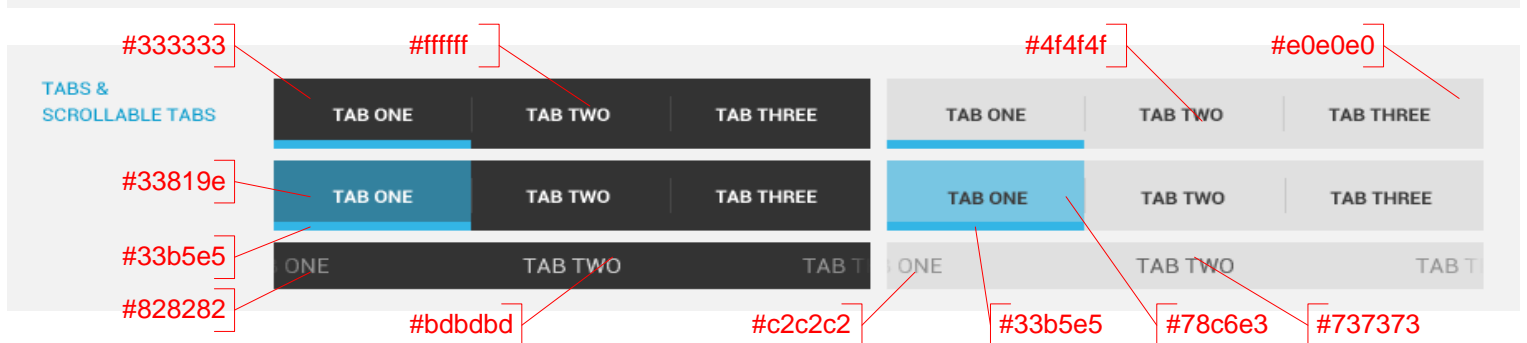 #333333 #ffffff #4f4f4f #e0e0e0
TABS &
SCROLLABLE TABS
TAB ONE TAB TWO TAB THREE TAB ONE TAB TWO TAB THREE
#33819e
TAB ONE TAB TWO TAB THREE TAB ONE TAB TWO TAB THREE
#33b5e5
ONE TAB TWO TAB T ONE TAB TWO TAB T
#828282
#bdbdbd #c2c2c2 #33b5e5 #78c6e3 #737373